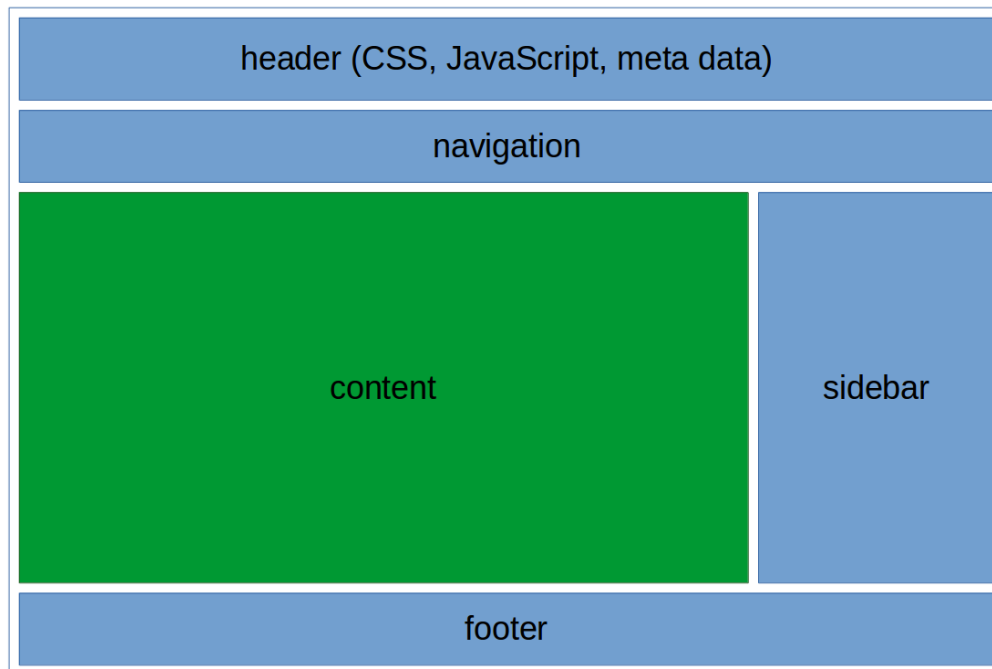 header (CSS, JavaScript, meta data)
navigation
content
sidebar
footer